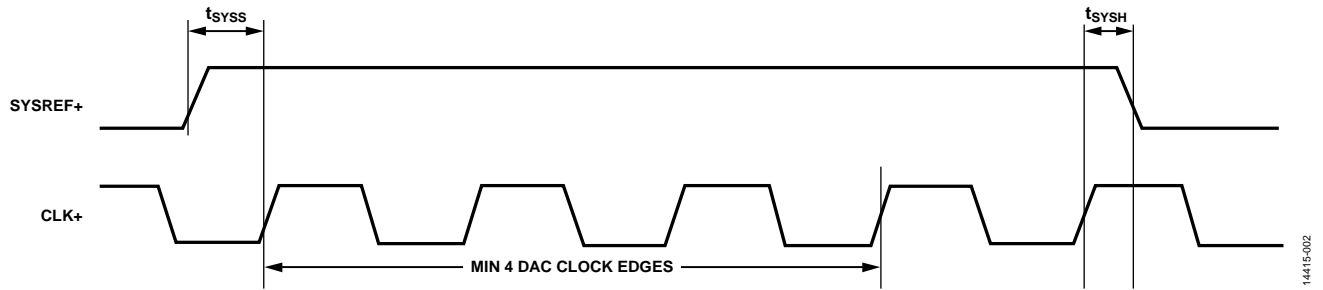 tSYSS
tSYSH
SYSREF+
CLK+
MIN 4 DAC CLOCK EDGES
14415-002